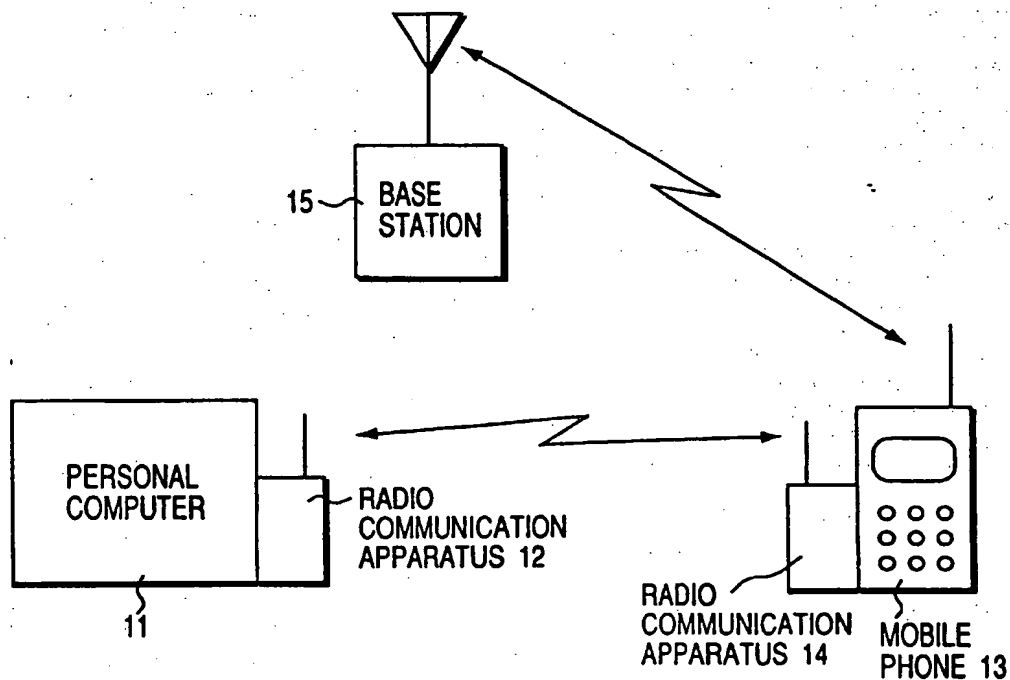 15
BASE
STATION
PERSONAL
COMPUTER
11
RADIO
COMMUNICATION
APPARATUS 12
RADIO
COMMUNICATION
APPARATUS 14
MOBILE
PHONE 13